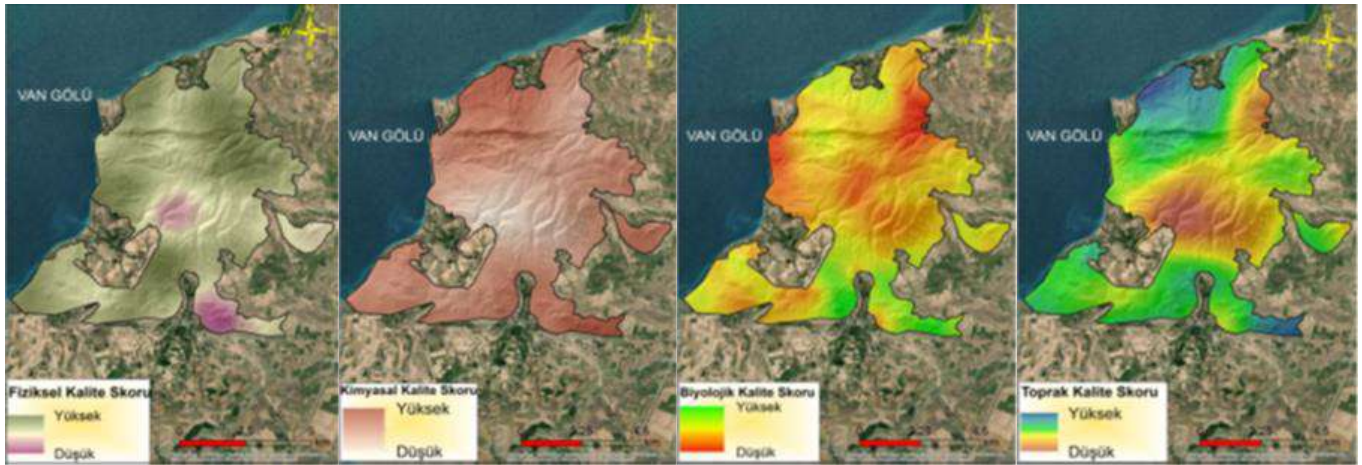 VAN GÖLÜ
Fiziksel Kalite Skoru
Yüksek
Düşük
VAN GÖLÜ
Kimyasal Kalite Skoru
Yüksek
Düşük
VAN GÖLÜ
Biyolojik Kalite Skoru
Yüksek
Düşük
VAN GÖLÜ
Toprak Kalite Skoru
Yüksek
Düşük